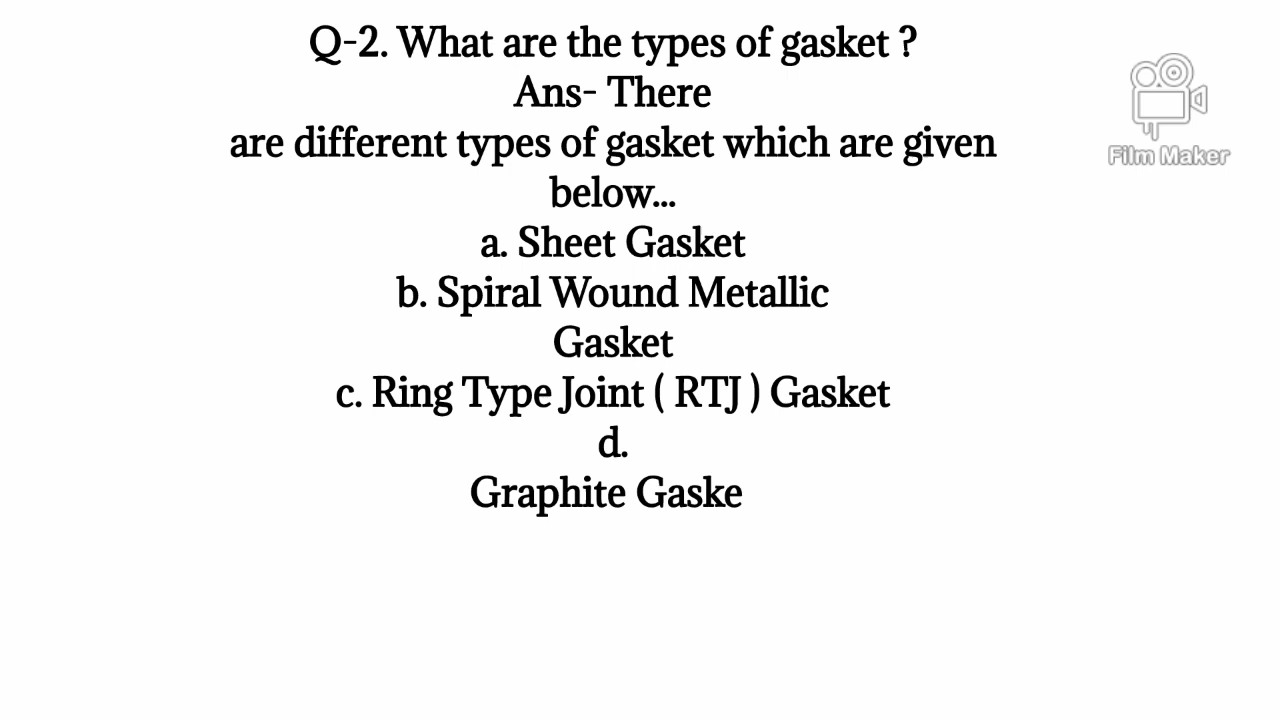 Q-2. What are the types of gasket ?
Ans- There
are different types of gasket which are given
below...
a. Sheet Gasket
b. Spiral Wound Metallic
Gasket
c. Ring Type Joint ( RTJ ) Gasket
d.
Graphite Gaske
Film Maker